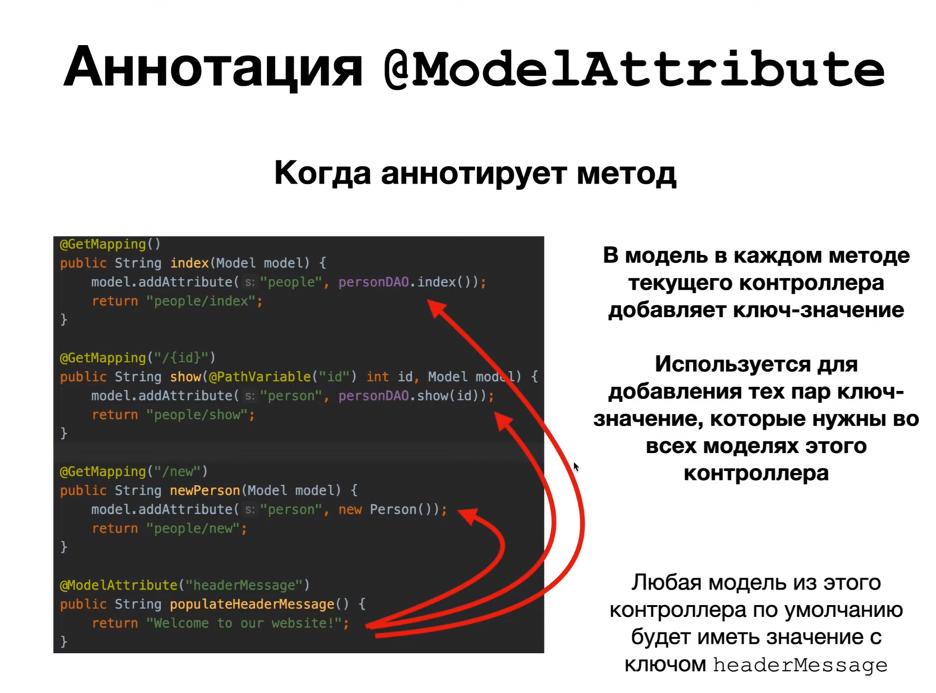 Аннотация @ModelAttribute
Когда аннотирует метод
@GetMapping()
public String index(Model model) {
model.addAttribute( s: "people", personDAO.index());
return "people/index";
}
@GetMapping("/{id}")
public String show(@PathVariable("id") int id, Model model) {
model.addAttribute( s: "person", personDAO.show(id));
return "people/show";
}
@GetMapping("/new")
public String newPerson(Model model) {
model.addAttribute( s: "person", new Person());
return "people/new";
}
@ModelAttribute("headerMessage")
public String populateHeaderMessage() {
return "Welcome to our website!";
}
В модель в каждом методе
текущего контроллера
добавляет ключ-значение
Используется для
добавления тех пар ключ-
значение, которые нужны во
всех моделях этого
контроллера
Любая модель из этого
контроллера по умолчанию
будет иметь значение с
ключом headerMessage